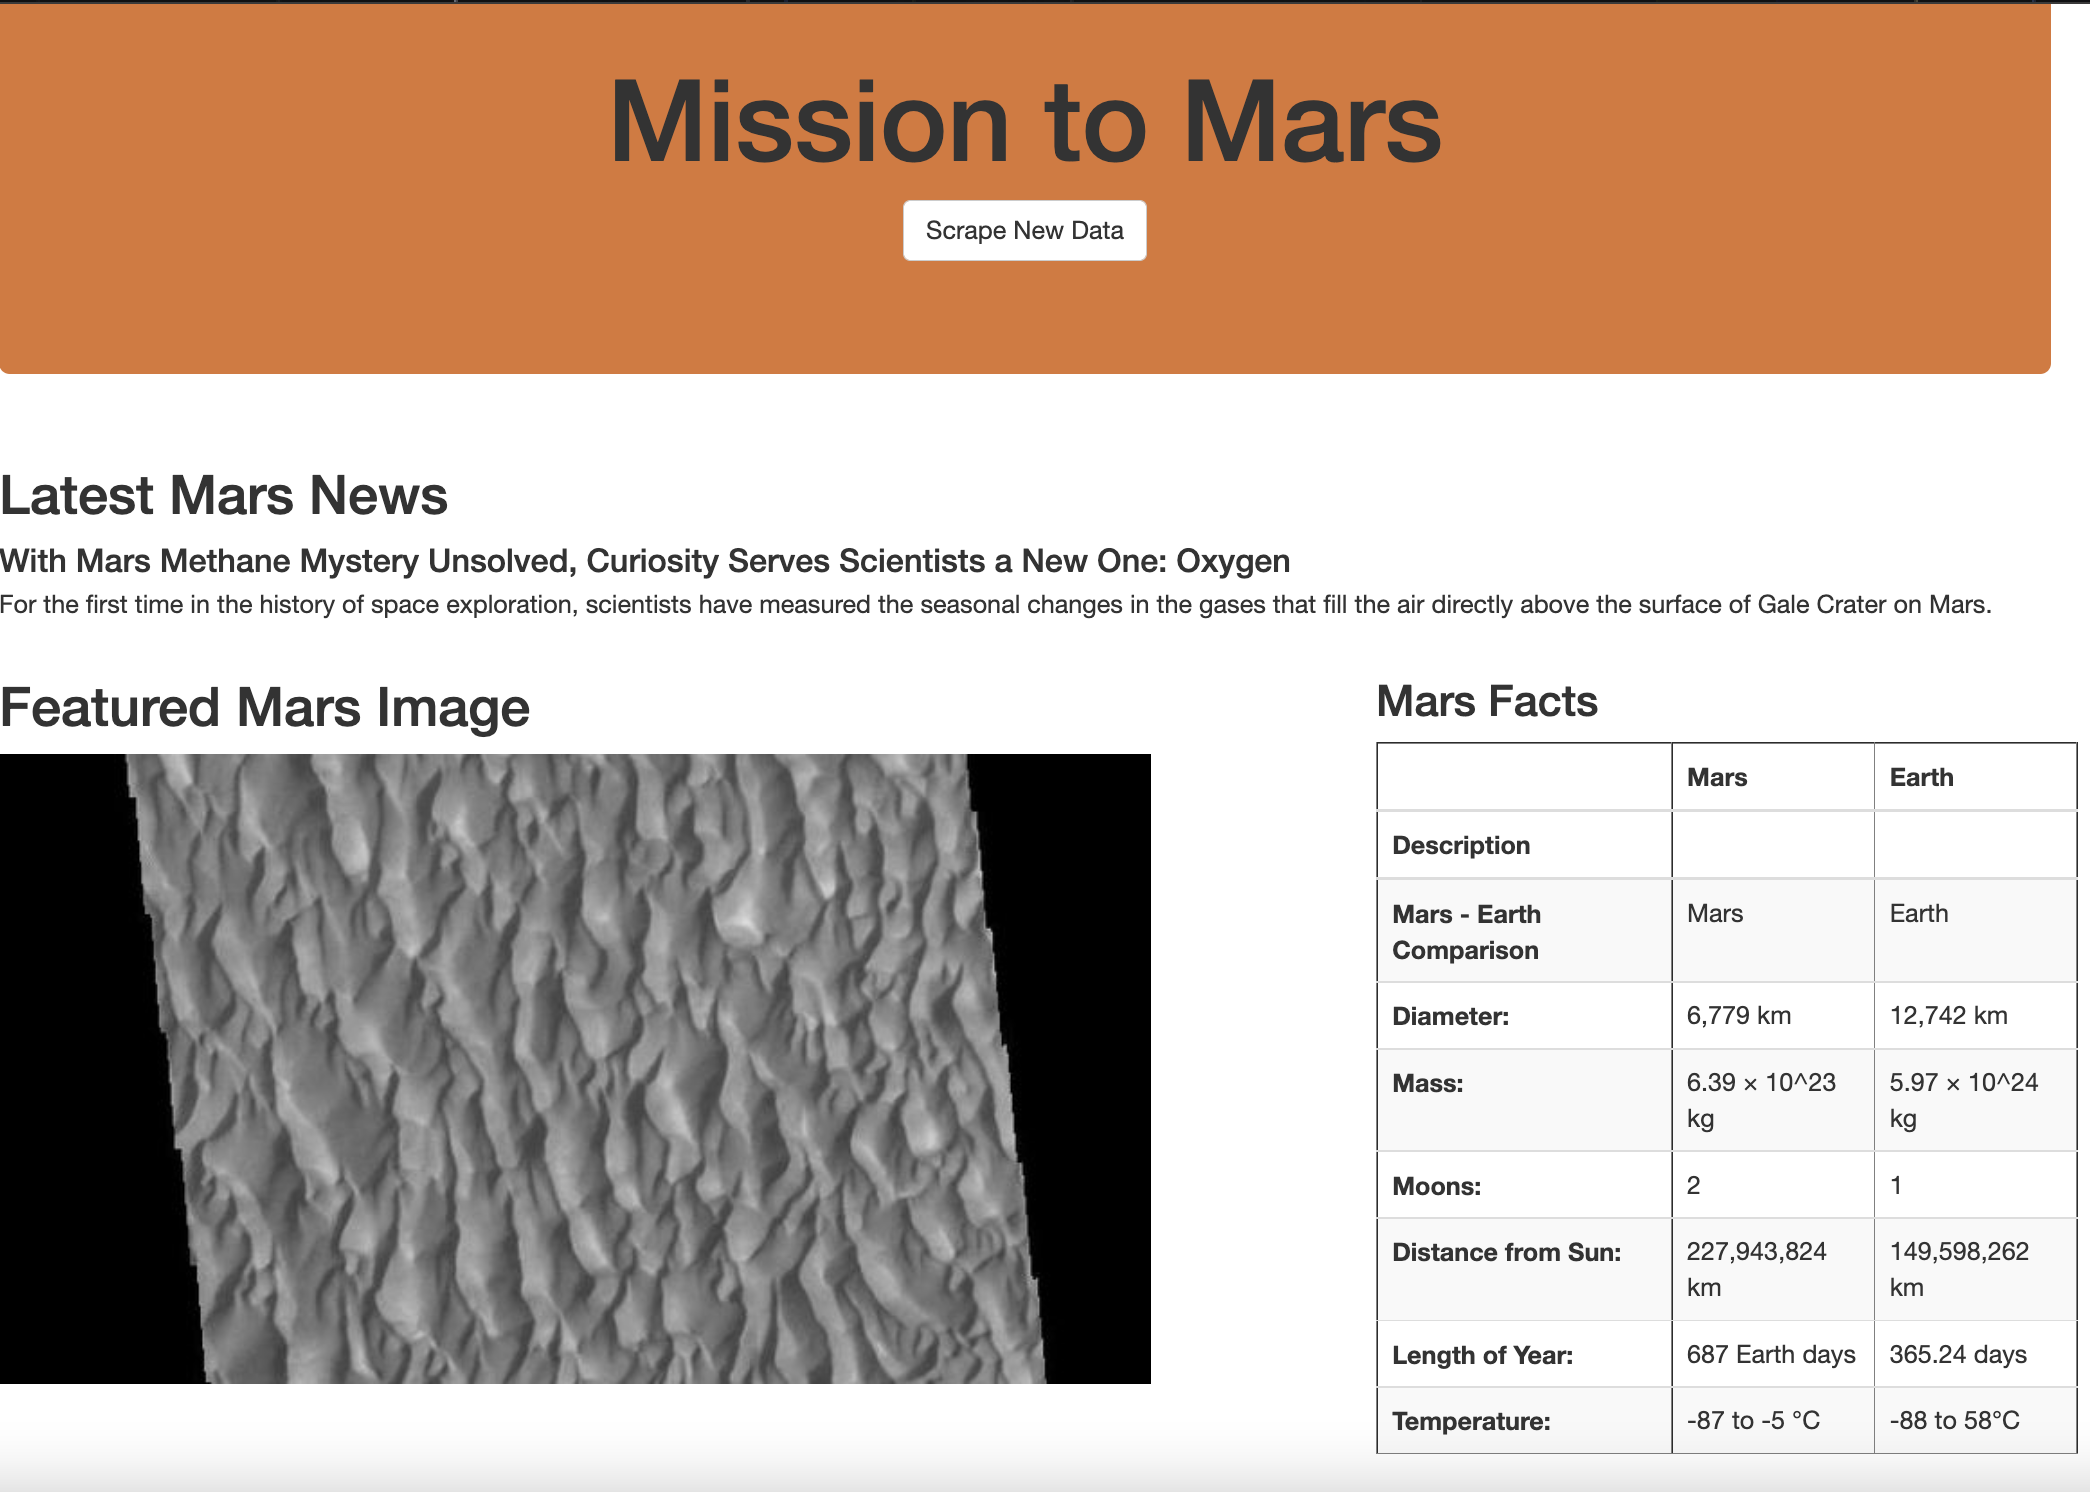 Mission to Mars
Scrape New Data
Latest Mars News
With Mars Methane Mystery Unsolved, Curiosity Serves Scientists a New One: Oxygen
For the first time in the history of space exploration, scientists have measured the seasonal changes in the gases that fill the air directly above the surface of Gale Crater on Mars.
Featured Mars Image
Mars Facts
Mars Earth
Description
Mars - Earth Mars Earth
Comparison
Diameter: 6,779 km 12,742 km
Mass: 6.39 × 10^23 5.97 × 10^24
kg kg
Moons: 2 1
Distance from Sun: 227,943,824 149,598,262
km km
Length of Year: 687 Earth days 365.24 days
Temperature: -87 to -5 °C -88 to 58°C